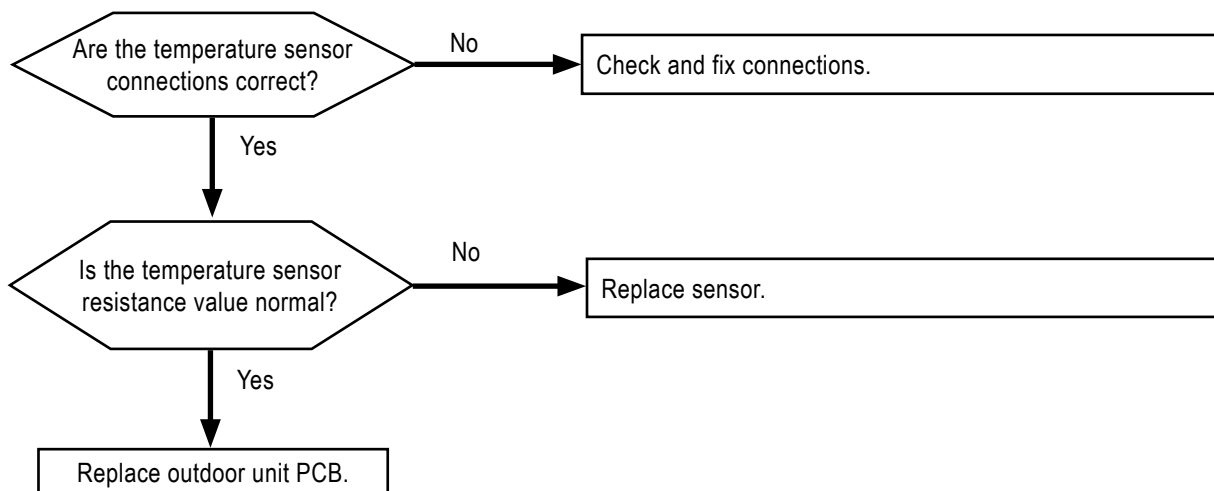 Are the temperature sensor
connections correct?
No
Check and fix connections.
Yes
Is the temperature sensor
resistance value normal?
No
Replace sensor.
Yes
Replace outdoor unit PCB.